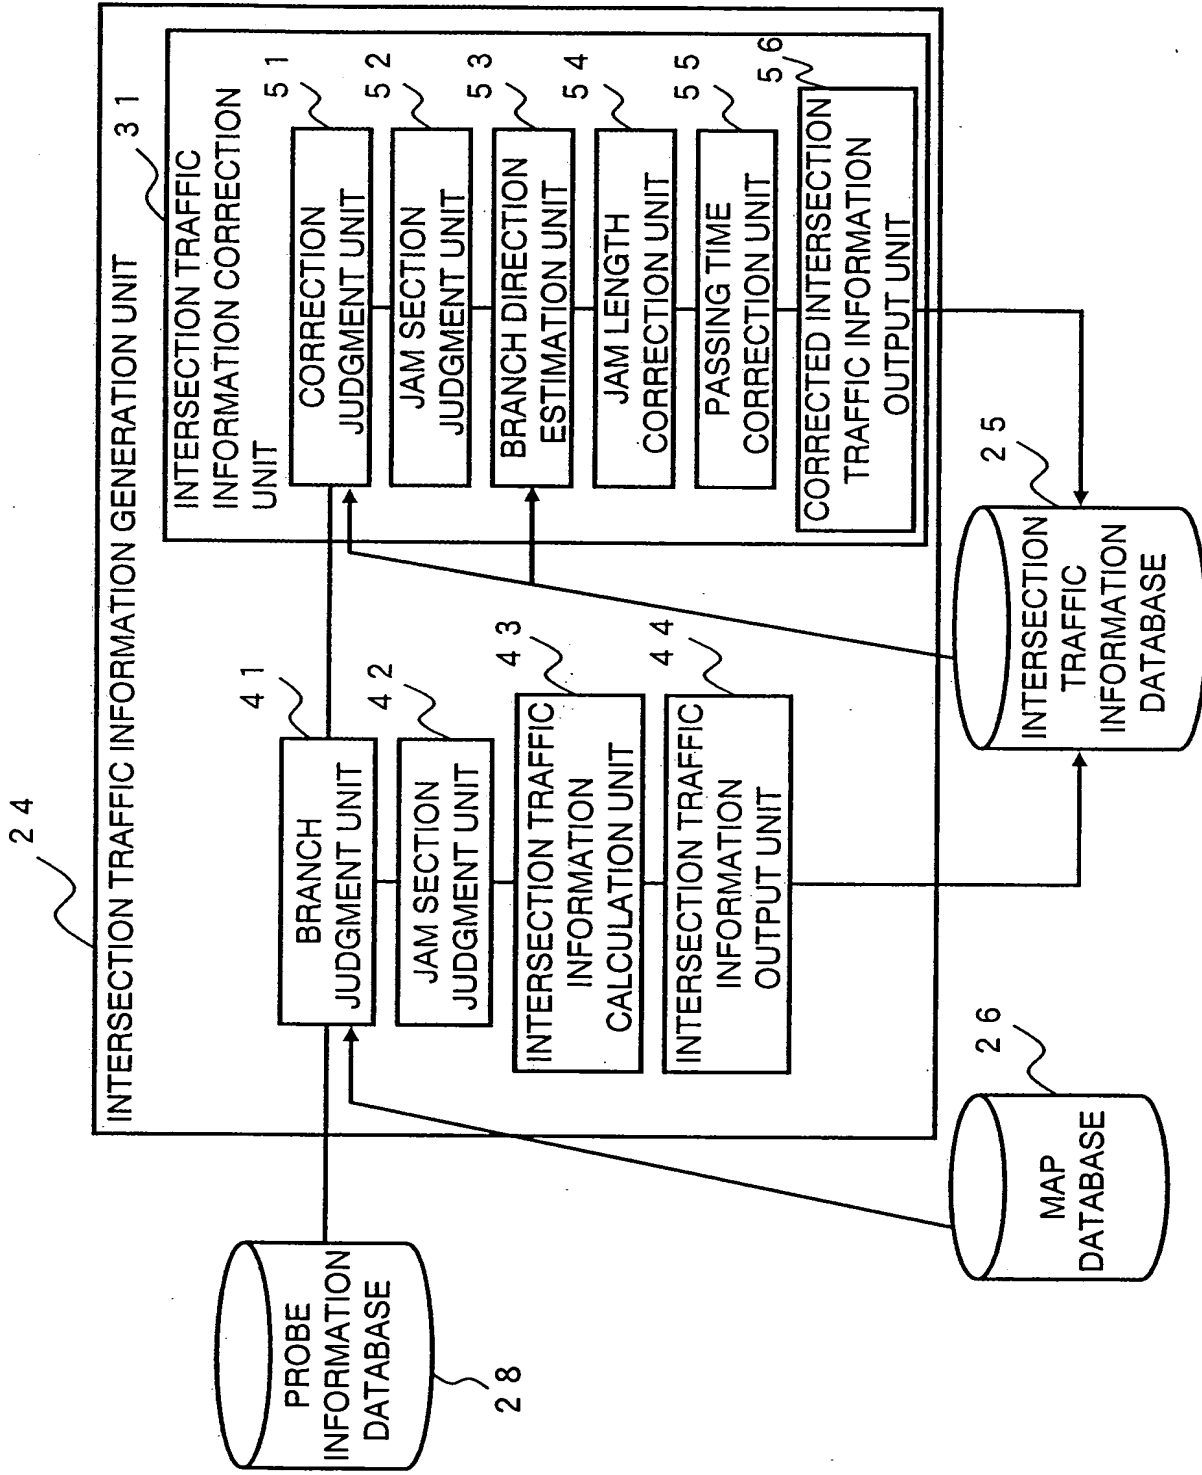 24
INTERSECTION TRAFFIC INFORMATION GENERATION UNIT
31
INTERSECTION TRAFFIC
INFORMATION CORRECTION
UNIT
PROBE
INFORMATION
DATABASE
28
41
BRANCH
JUDGMENT UNIT
42
JAM SECTION
JUDGMENT UNIT
43
INTERSECTION TRAFFIC
INFORMATION
CALCULATION UNIT
44
INTERSECTION TRAFFIC
INFORMATION
OUTPUT UNIT
51
CORRECTION
JUDGMENT UNIT
52
JAM SECTION
JUDGMENT UNIT
53
BRANCH DIRECTION
ESTIMATION UNIT
54
JAM LENGTH
CORRECTION UNIT
55
PASSING TIME
CORRECTION UNIT
56
CORRECTED INTERSECTION
TRAFFIC INFORMATION
OUTPUT UNIT
26
MAP
DATABASE
25
INTERSECTION
TRAFFIC
INFORMATION
DATABASE